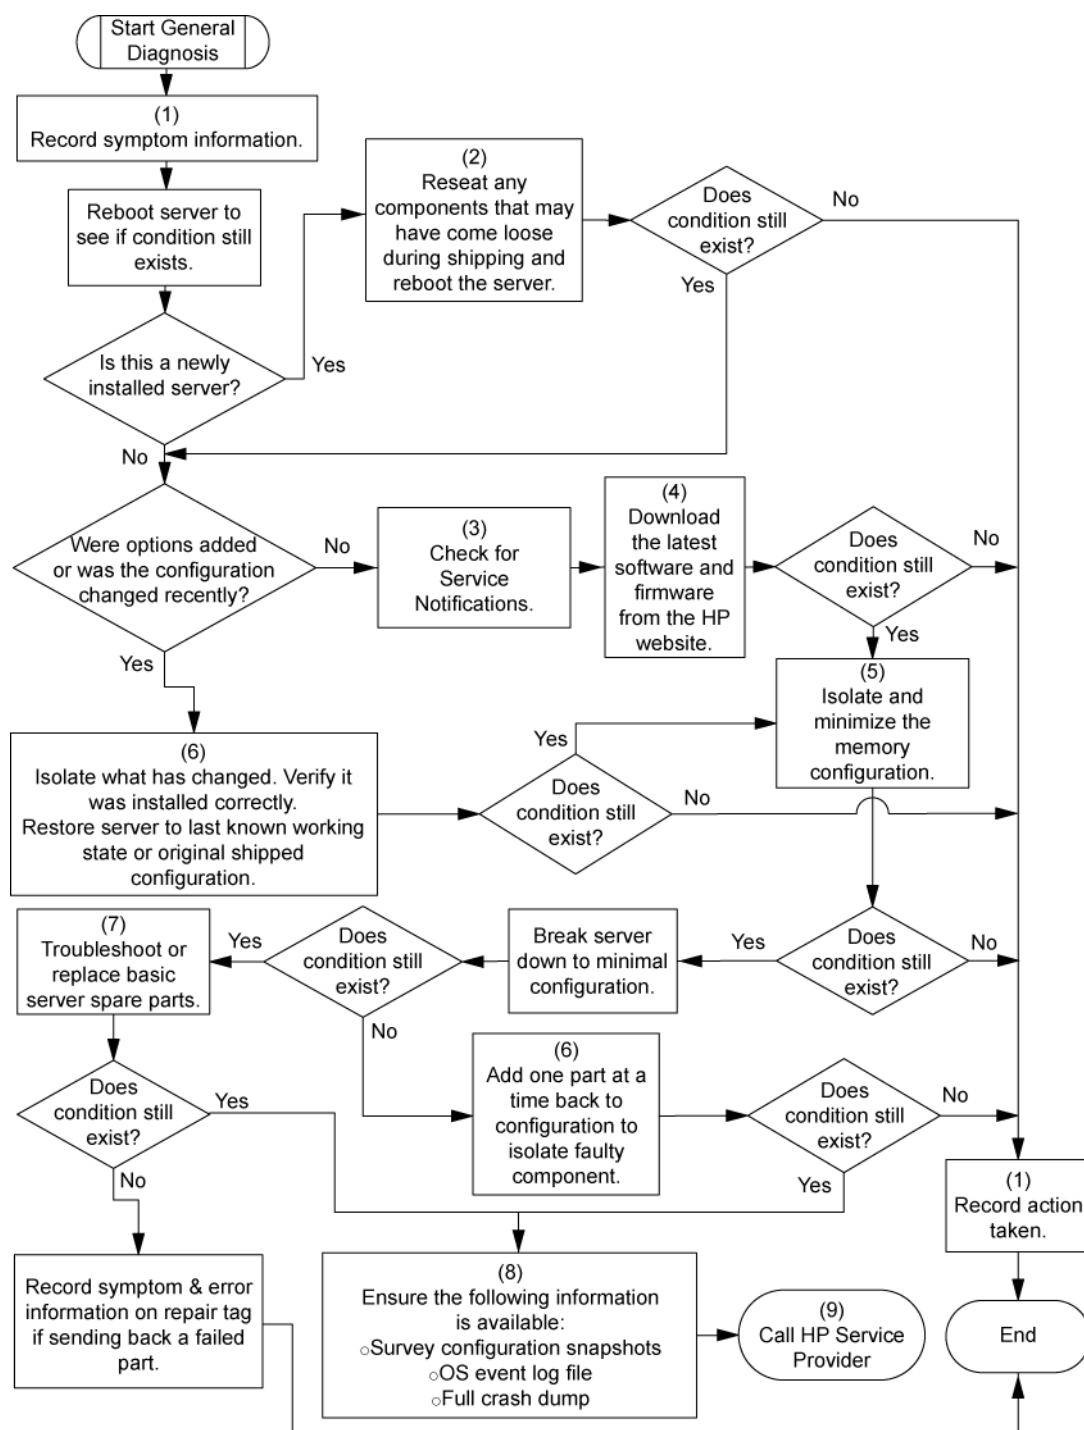 Start General
Diagnosis
(1)
Record symptom information.
Reboot server to
see if condition still
exists.
Is this a newly
installed server?
Yes
No
(2)
Reseat any
components that may
have come loose
during shipping and
reboot the server.
Does
condition still
exist?
No
Yes
Were options added
or was the configuration
changed recently?
No
Yes
(3)
Check for
Service
Notifications.
(4)
Download
the latest
software and
firmware
from the HP
website.
Does
condition still
exist?
No
Yes
(5)
Isolate and
minimize the
memory
configuration.
(6)
Isolate what has changed. Verify it
was installed correctly.
Restore server to last known working
state or original shipped
configuration.
Does
condition still
exist?
Yes
No
Does
condition still
exist?
No
Yes
Break server
down to minimal
configuration.
Does
condition still
exist?
Yes
No
(7)
Troubleshoot or
replace basic
server spare parts.
Does
condition still
exist?
Yes
No
(6)
Add one part at a
time back to
configuration to
isolate faulty
component.
Does
condition still
exist?
No
Yes
(1)
Record action
taken.
Record symptom & error
information on repair tag
if sending back a failed
part.
(8)
Ensure the following information
is available:
○Survey configuration snapshots
○OS event log file
○Full crash dump
(9)
Call HP Service
Provider
End